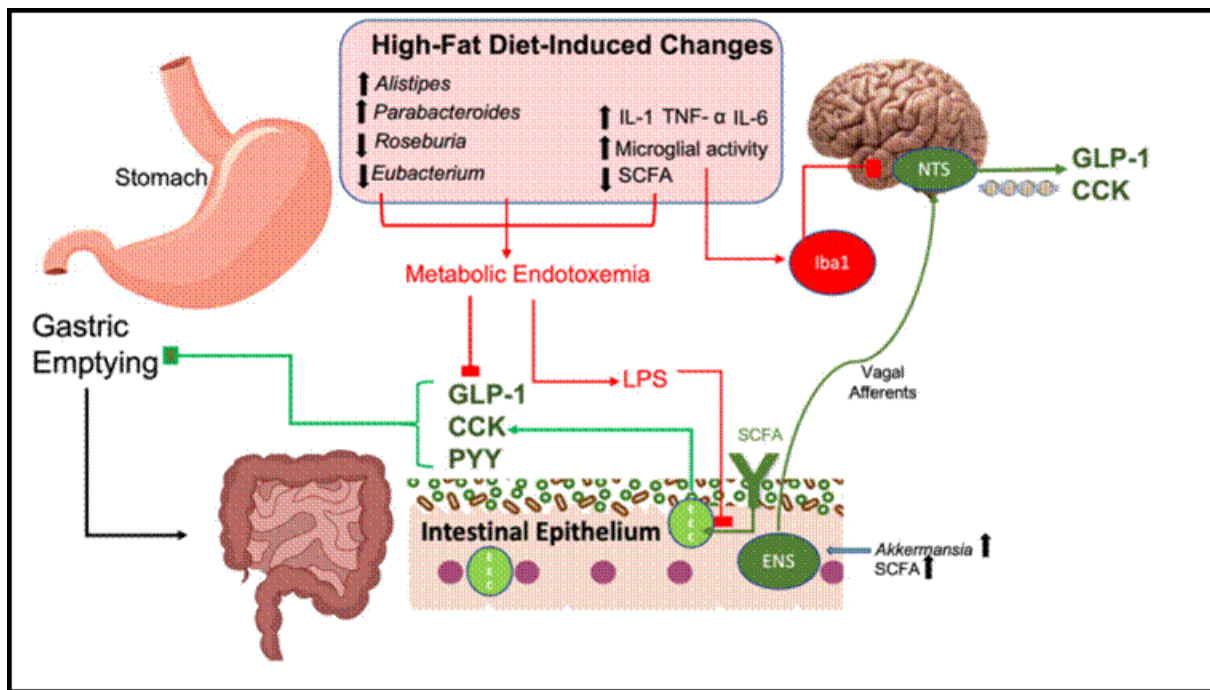 High-Fat Diet-Induced Changes
⬆ Alistipes
⬆ Parabacteroides
⬇ Roseburia
⬇ Eubacterium
⬆ IL-1 TNF- α IL-6
⬆ Microglial activity
⬇ SCFA
Stomach
NTS
GLP-1
CCK
Iba1
Metabolic Endotoxemia
Gastric
Emptying
LPS
GLP-1
CCK
PYY
Vagal
Afferents
SCFA
Intestinal Epithelium
E
E
C
E
E
C
ENS
Akkermansia ⬆
SCFA ⬆